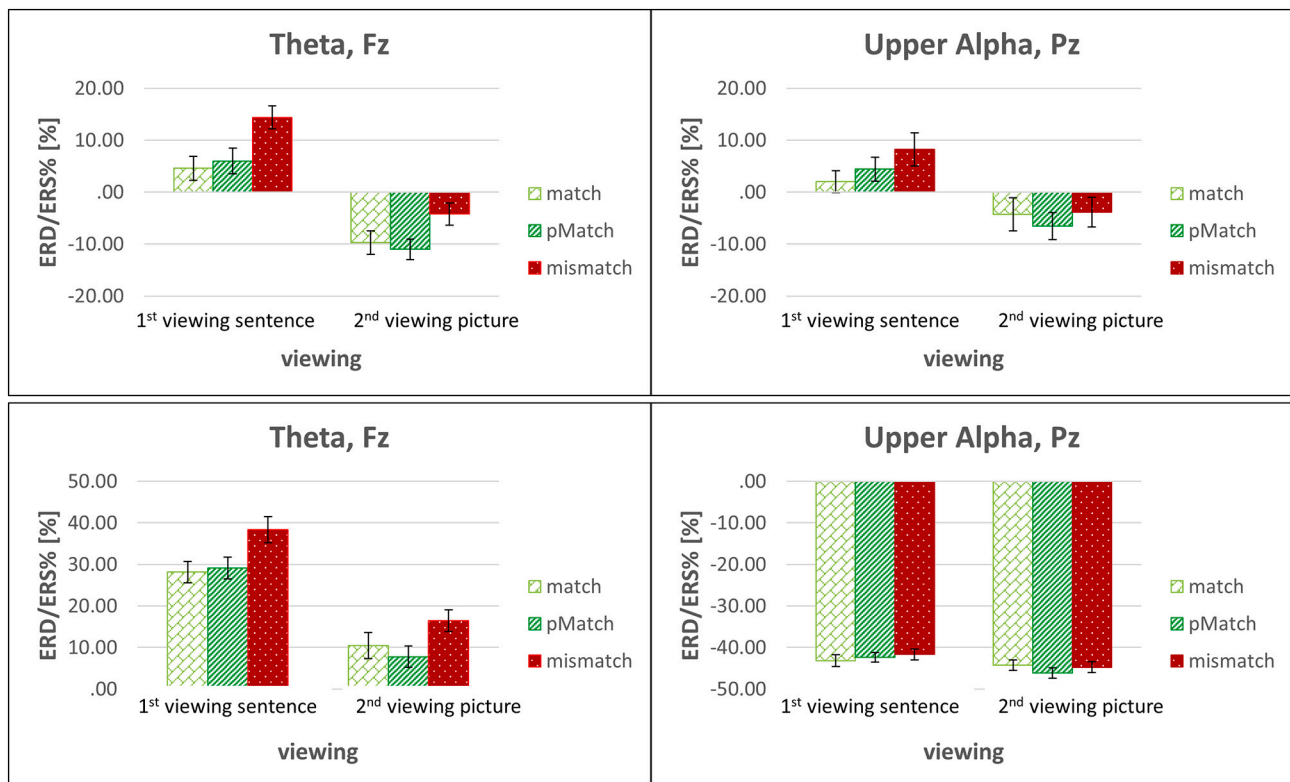 Theta, Fz
ERD/ERS% [%]
20.00
10.00
.00
-10.00
-20.00
1st viewing sentence
2nd viewing picture
viewing
match
pMatch
mismatch
Upper Alpha, Pz
ERD/ERS% [%]
20.00
10.00
.00
-10.00
-20.00
1st viewing sentence
2nd viewing picture
viewing
match
pMatch
mismatch
Theta, Fz
ERD/ERS% [%]
50.00
40.00
30.00
20.00
10.00
.00
1st viewing sentence
2nd viewing picture
viewing
match
pMatch
mismatch
Upper Alpha, Pz
ERD/ERS% [%]
.00
-10.00
-20.00
-30.00
-40.00
-50.00
1st viewing sentence
2nd viewing picture
viewing
match
pMatch
mismatch